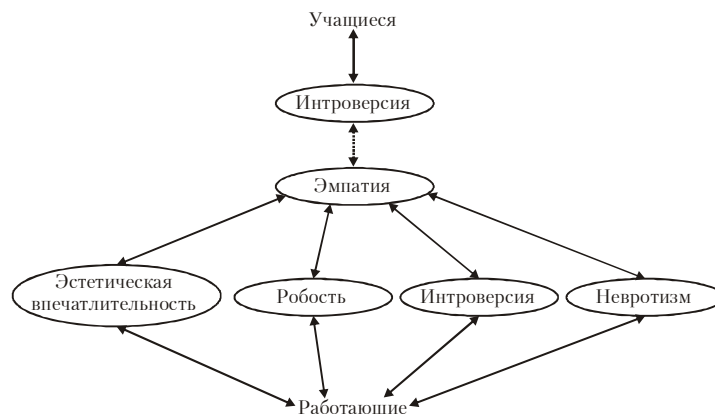 Учащиеся
Интроверсия
Эмпатия
Эстетическая
впечатлительность
Робость
Интроверсия
Невротизм
Работающие